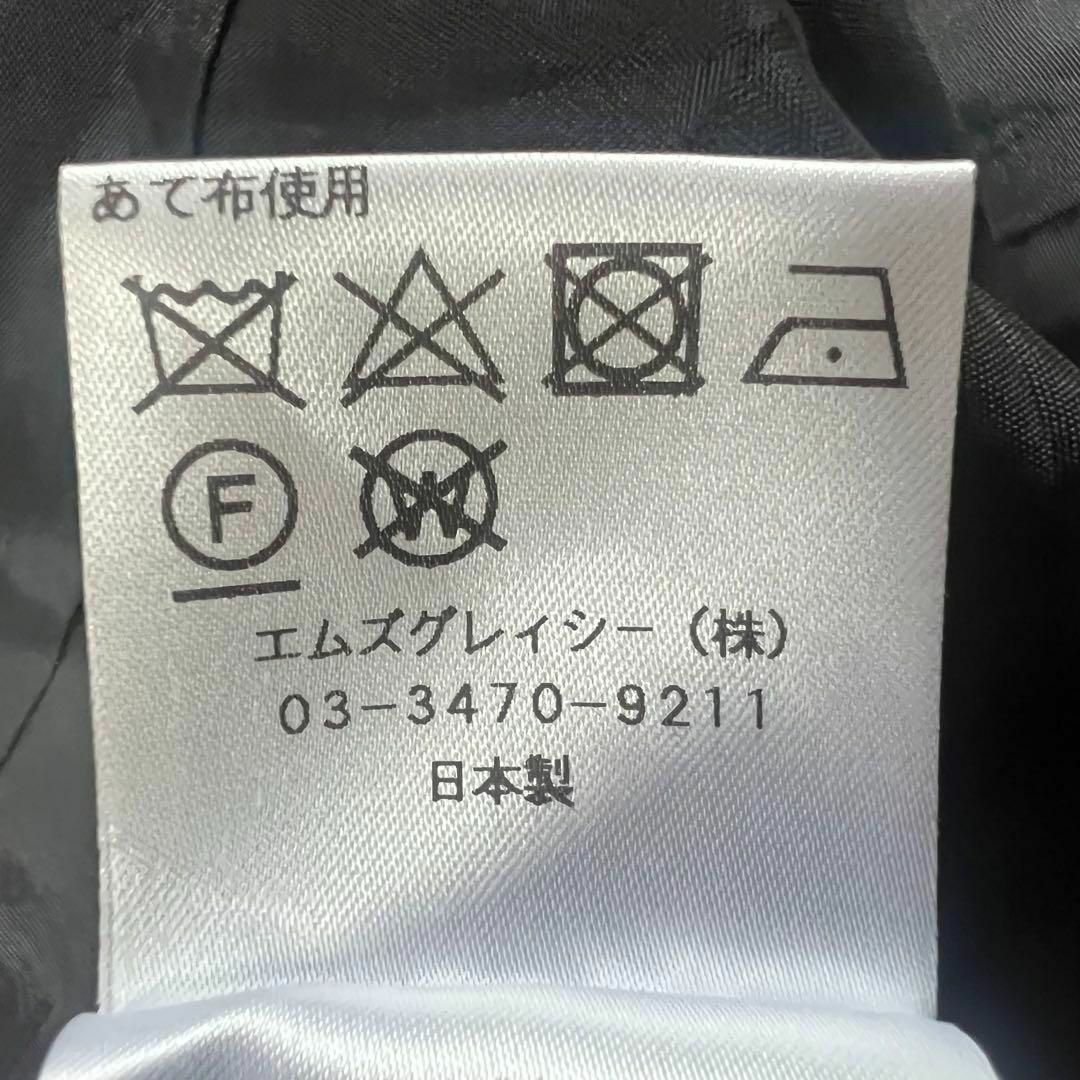 あて布使用
F
W
エムズグレイシー(株)
03-3470-9211
日本製